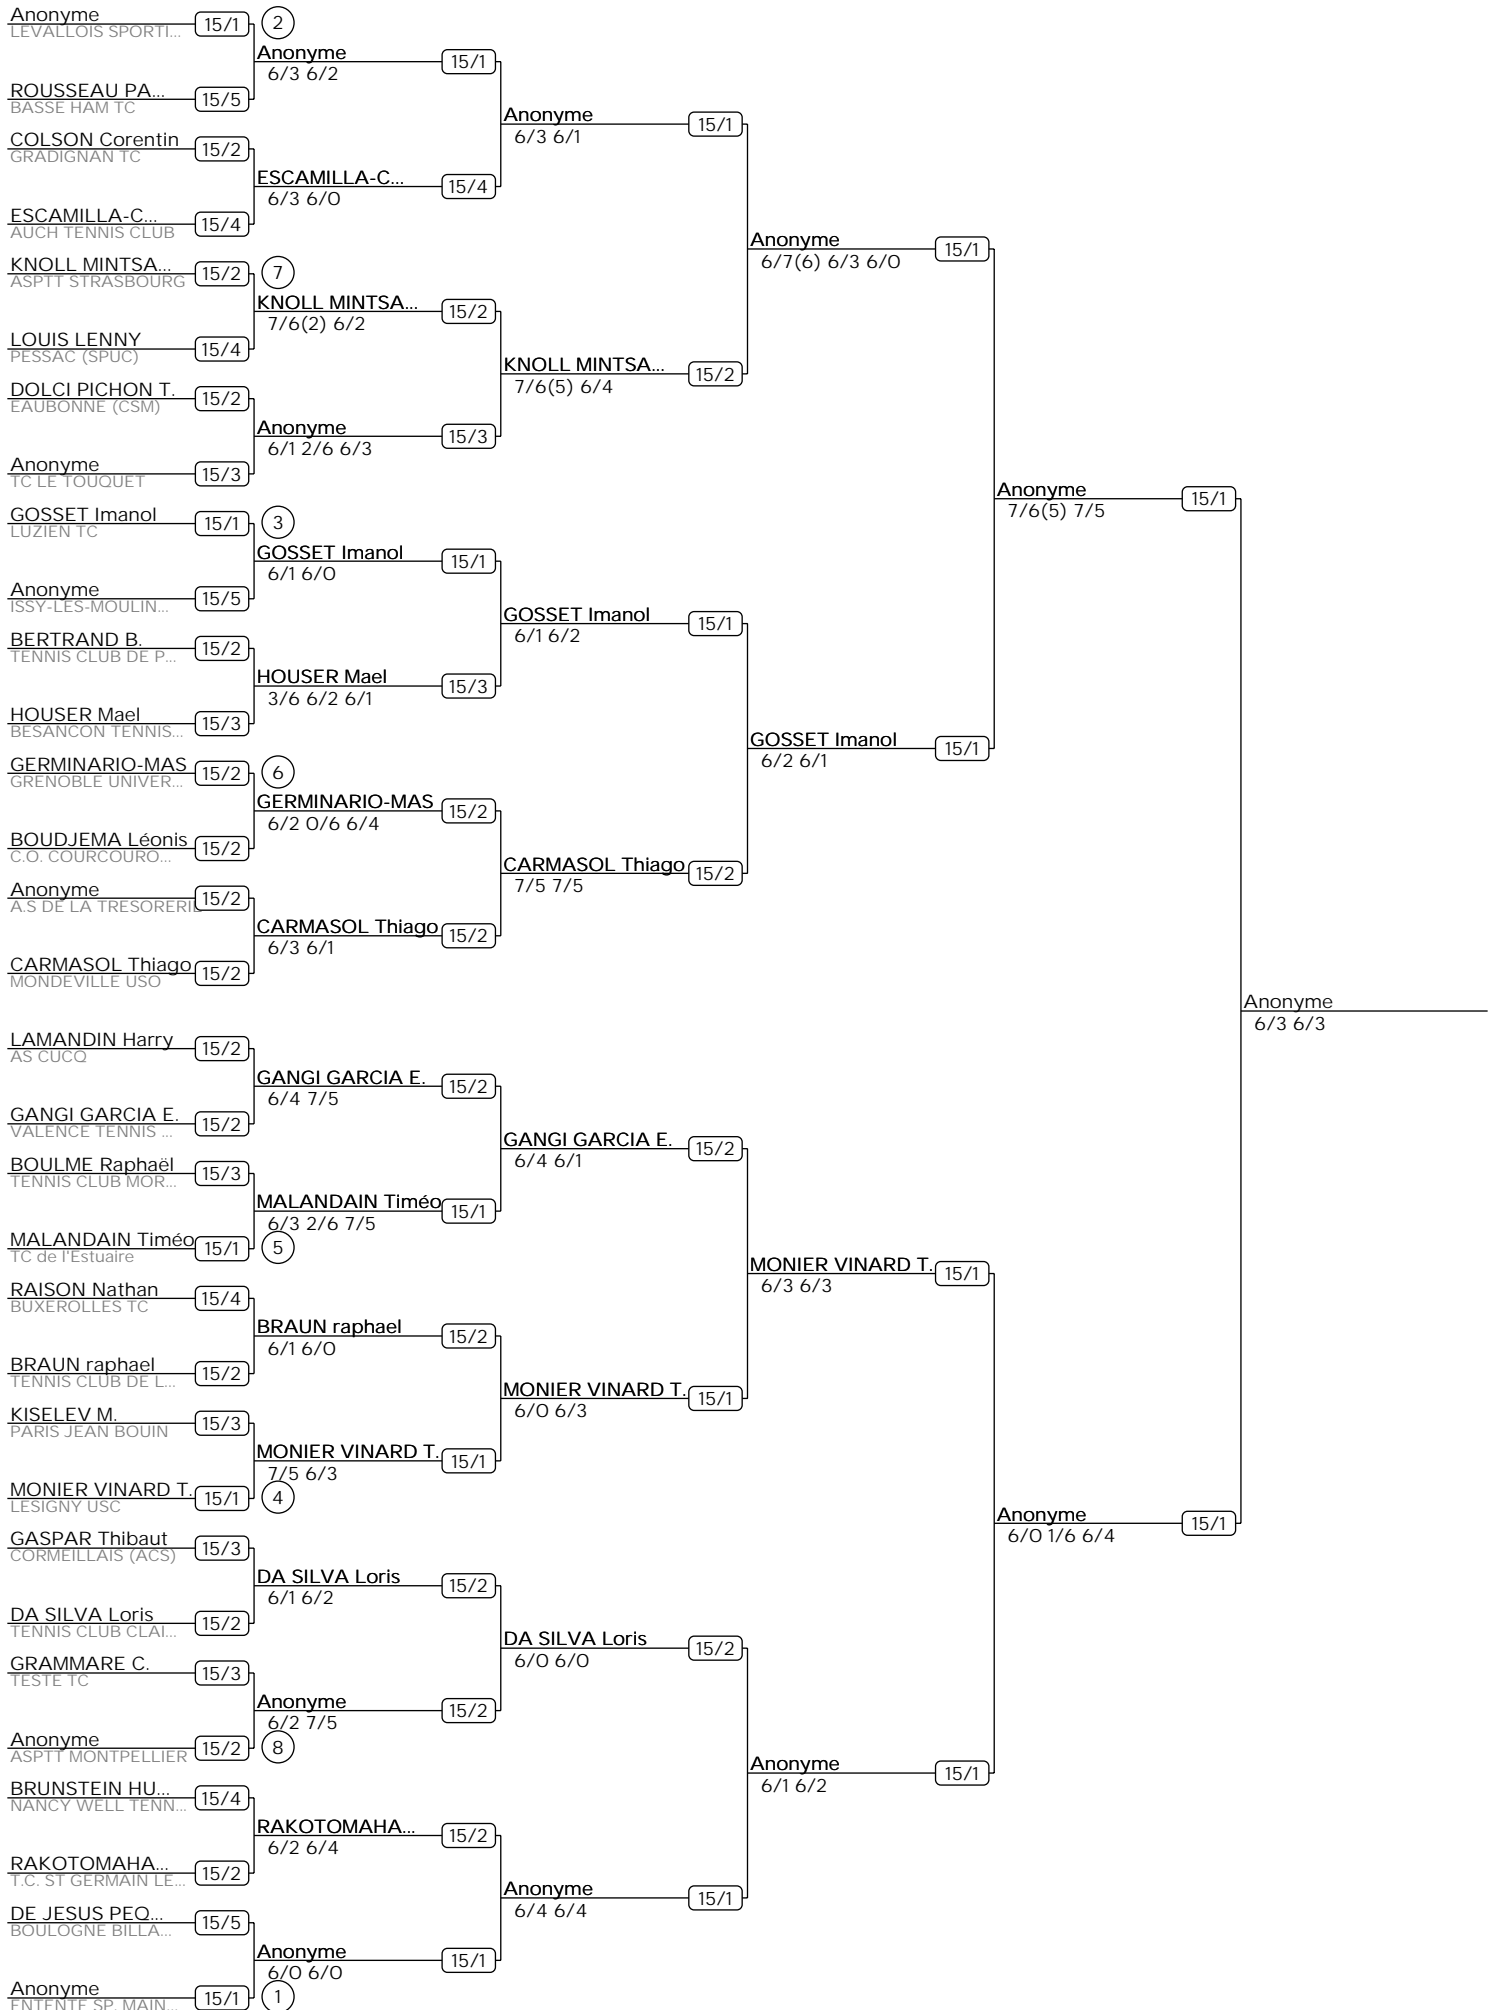 Anonyme
LEVALLOIS SPORTI...
15/1
2
Anonyme
6/3 6/2
15/1
ROUSSEAU PA...
BASSE HAM TC
15/5
Anonyme
6/3 6/1
15/1
COLSON Corentin
GRADIGNAN TC
15/2
ESCAMILLA-C...
6/3 6/0
15/4
ESCAMILLA-C...
AUCH TENNIS CLUB
15/4
Anonyme
6/7(6) 6/3 6/0
15/1
KNOLL MINTSA...
ASPTT STRASBOURG
15/2
7
KNOLL MINTSA...
7/6(2) 6/2
15/2
LOUIS LENNY
PESSAC (SPUC)
15/4
KNOLL MINTSA...
7/6(5) 6/4
15/2
DOLCI PICHON T.
EAUBONNE (CSM)
15/2
Anonyme
6/1 2/6 6/3
15/3
Anonyme
TC LE TOUQUET
15/3
Anonyme
7/6(5) 7/5
15/1
GOSSET Imanol
LUZIEN TC
15/1
3
GOSSET Imanol
6/1 6/0
15/1
Anonyme
ISSY-LES-MOULIN...
15/5
GOSSET Imanol
6/1 6/2
15/1
BERTRAND B.
TENNIS CLUB DE P...
15/2
HOUSER Mael
3/6 6/2 6/1
15/3
HOUSER Mael
BESANCON TENNIS...
15/3
GOSSET Imanol
6/2 6/1
15/1
GERMINARIO-MAS
GRENOBLE UNIVER...
15/2
6
GERMINARIO-MAS
6/2 0/6 6/4
15/2
BOUDJEMA Léonis
C.O. COURCOURO...
15/2
CARMASOL Thiago
7/5 7/5
15/2
Anonyme
A.S DE LA TRESORERIE
15/2
CARMASOL Thiago
6/3 6/1
15/2
CARMASOL Thiago
MONDEVILLE USO
15/2
Anonyme
6/3 6/3
LAMANDIN Harry
AS CUCQ
15/2
GANGI GARCIA E.
6/4 7/5
15/2
GANGI GARCIA E.
VALENCE TENNIS ...
15/2
GANGI GARCIA E.
6/4 6/1
15/2
BOULME Raphaël
TENNIS CLUB MOR...
15/3
MALANDAIN Timéo
6/3 2/6 7/5
15/1
MALANDAIN Timéo
TC de l'Estuaire
15/1
5
MONIER VINARD T.
6/3 6/3
15/1
RAISON Nathan
BUXEROLLES TC
15/4
BRAUN raphael
6/1 6/0
15/2
BRAUN raphael
TENNIS CLUB DE L...
15/2
MONIER VINARD T.
6/0 6/3
15/1
KISELEV M.
PARIS JEAN BOUIN
15/3
MONIER VINARD T.
7/5 6/3
15/1
MONIER VINARD T.
LESIGNY USC
15/1
4
Anonyme
6/0 1/6 6/4
15/1
GASPAR Thibaut
CORMEILLAIS (ACS)
15/3
DA SILVA Loris
6/1 6/2
15/2
DA SILVA Loris
TENNIS CLUB CLAI...
15/2
DA SILVA Loris
6/0 6/0
15/2
GRAMMARE C.
TESTE TC
15/3
Anonyme
6/2 7/5
15/2
Anonyme
ASPTT MONTPELLIER
15/2
8
Anonyme
6/1 6/2
15/1
BRUNSTEIN HU...
NANCY WELL TENN...
15/4
RAKOTOMAHA...
6/2 6/4
15/2
RAKOTOMAHA...
T.C. ST GERMAIN LE...
15/2
Anonyme
6/4 6/4
15/1
DE JESUS PEQ...
BOULOGNE BILLA...
15/5
Anonyme
6/0 6/0
15/1
Anonyme
ENTENTE SP. MAIN...
15/1
1